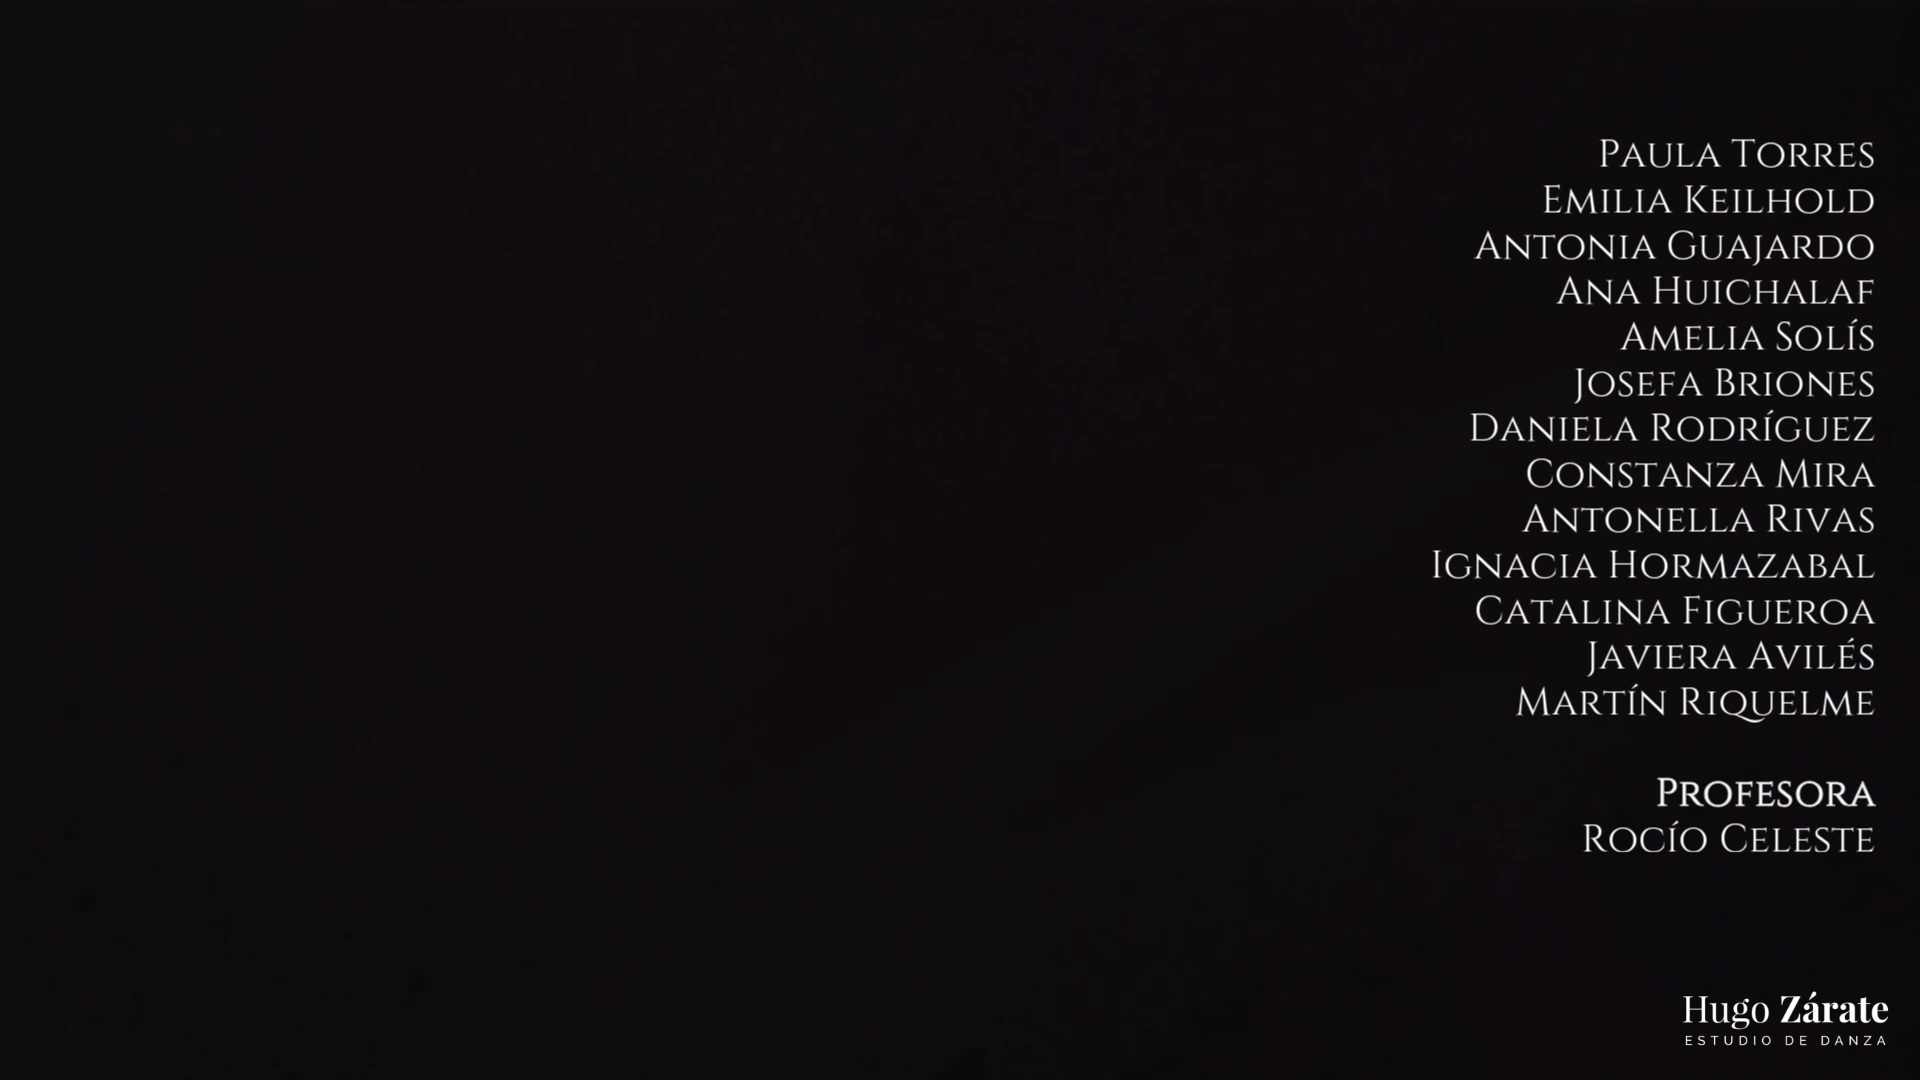 PAULA TORRES
EMILIA KEILHOLD
ANTONIA GUAJARDO
ANA HUICHALAF
AMELIA SOLÍS
JOSEFA BRIONES
DANIELA RODRÍGUEZ
CONSTANZA MIRA
ANTONELLA RIVAS
IGNACIA HORMAZABAL
CATALINA FIGUEROA
JAVIERA AVILÉS
MARTÍN RIQUELME
PROFESORA
ROCÍO CELESTE
Hugo Zárate
ESTUDIO DE DANZA